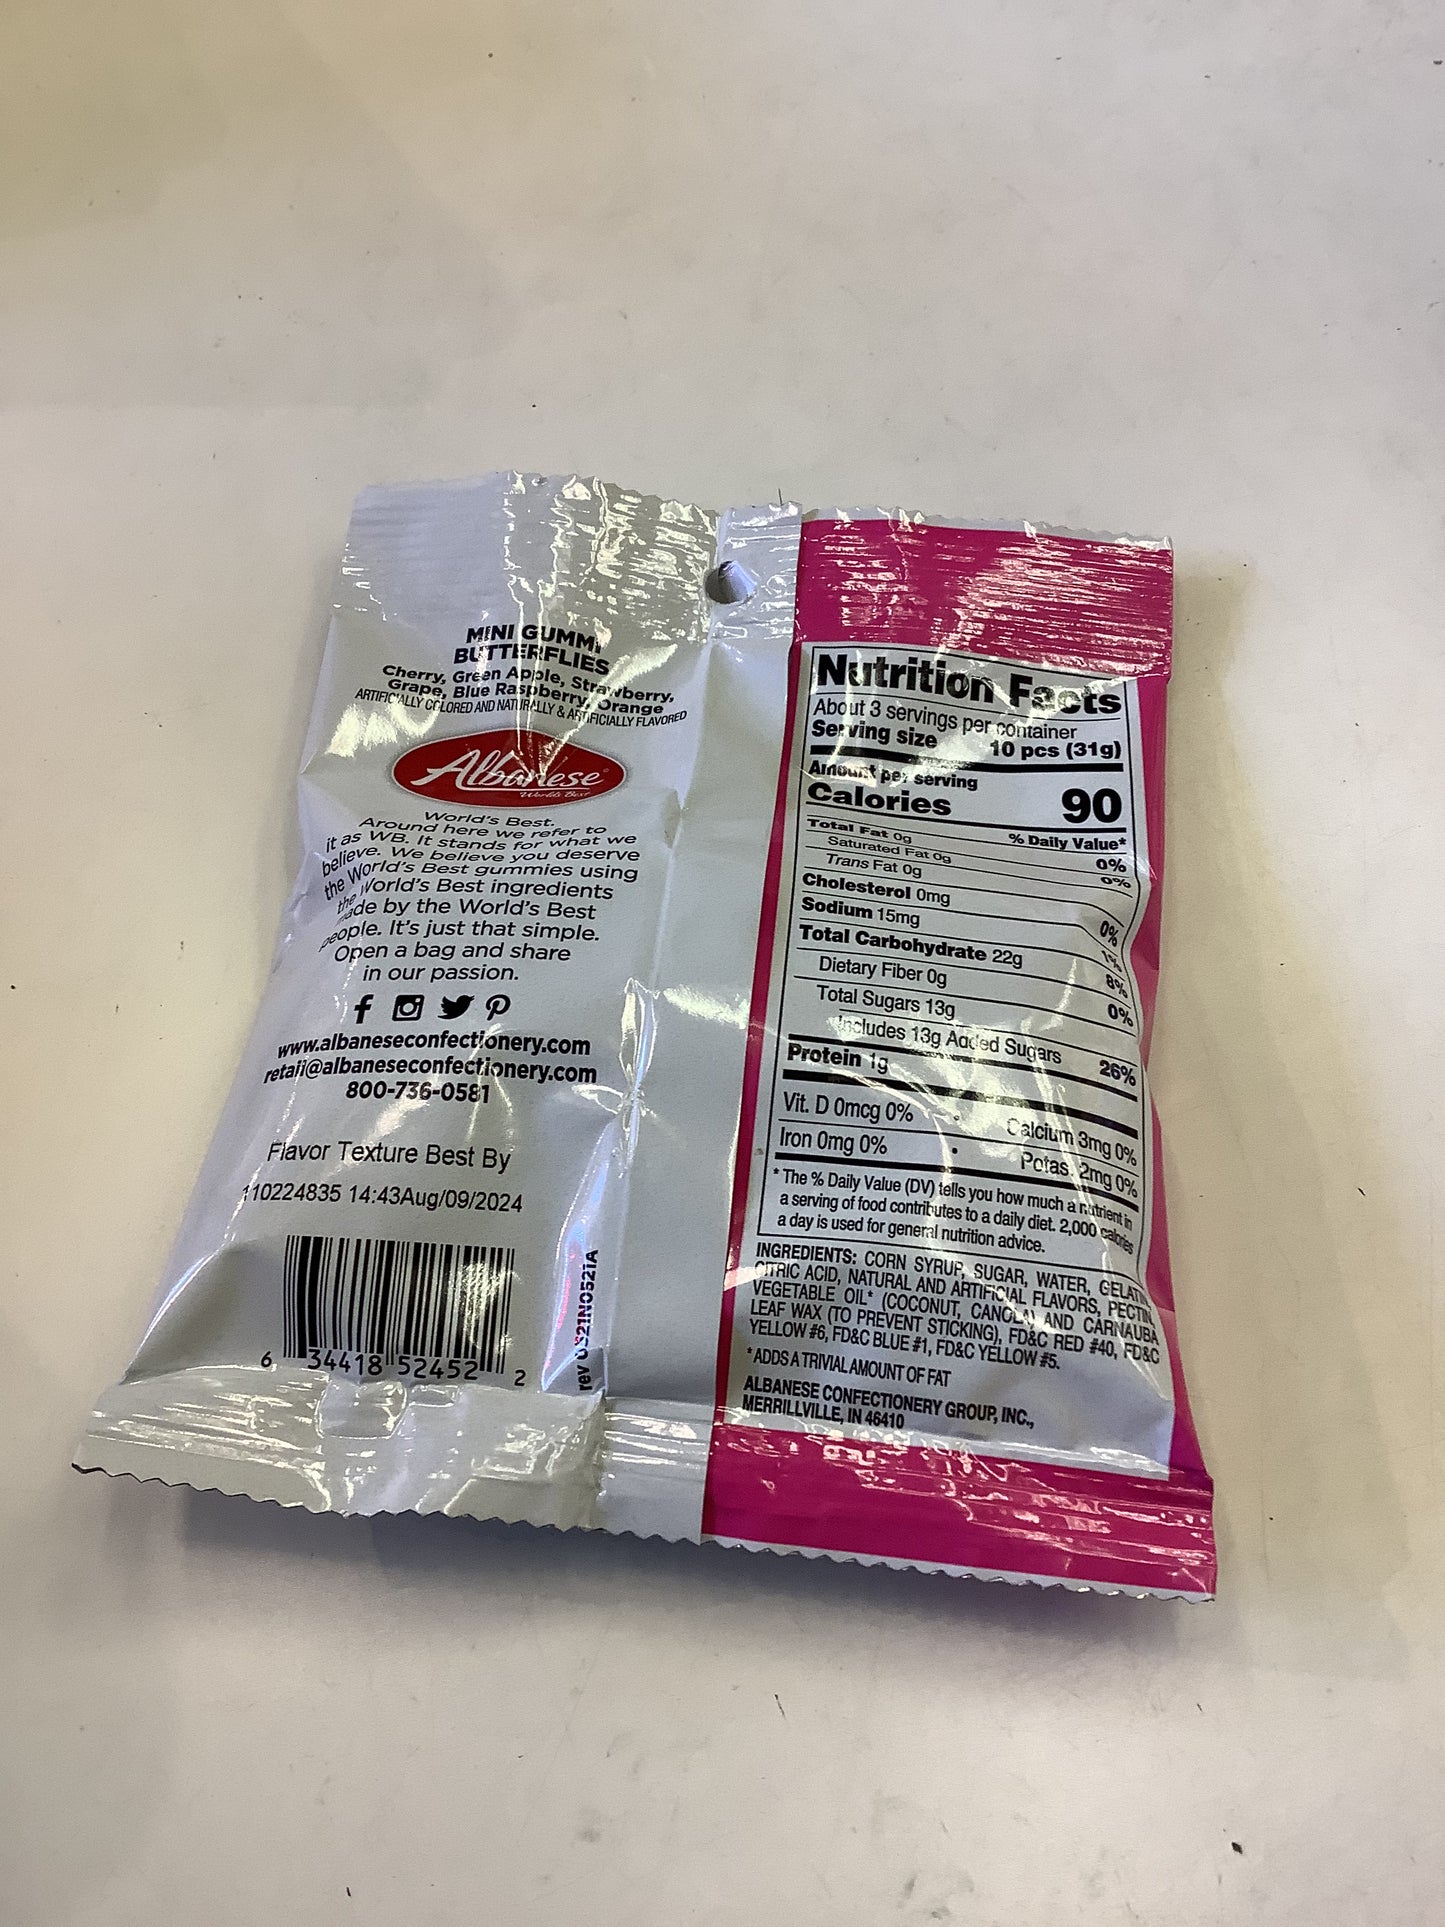 MINI GUMMI
BUTTERFLIES
Cherry, Green Apple, Strawberry,
Grape, Blue Raspberry, Orange
ARTIFICIALLY COLORED AND NATURALLY & ARTIFICIALLY FLAVORED
Albanese
World's Best
World's Best.
Around here we refer to
it as WB. It stands for what we
believe. We believe you deserve
the World's Best gummies using
the World's Best ingredients
made by the World's Best
people. It's just that simple.
Open a bag and share
in our passion.
www.albaneseconfectionery.com
retail@albaneseconfectionery.com
800-736-0581
Flavor Texture Best By
110224835 14:43Aug/09/2024
6 34418 52452 2
rev 0521N0521A
Nutrition Facts
About 3 servings per container
Serving size 10 pcs (31g)
Amount per serving
Calories 90
% Daily Value*
Total Fat 0g 0%
Saturated Fat 0g 0%
Trans Fat 0g
Cholesterol 0mg 0%
Sodium 15mg 1%
Total Carbohydrate 22g 8%
Dietary Fiber 0g 0%
Total Sugars 13g
Includes 13g Added Sugars 26%
Protein 1g
Vit. D 0mcg 0% • Calcium 3mg 0%
Iron 0mg 0% • Potas. 2mg 0%
* The % Daily Value (DV) tells you how much a nutrient in
a serving of food contributes to a daily diet. 2,000 calories
a day is used for general nutrition advice.
INGREDIENTS: CORN SYRUP, SUGAR, WATER, GELATIN,
CITRIC ACID, NATURAL AND ARTIFICIAL FLAVORS, PECTIN,
VEGETABLE OIL* (COCONUT, CANOLA) AND CARNAUBA
LEAF WAX (TO PREVENT STICKING), FD&C RED #40, FD&C
YELLOW #6, FD&C BLUE #1, FD&C YELLOW #5.
* ADDS A TRIVIAL AMOUNT OF FAT
ALBANESE CONFECTIONERY GROUP, INC.,
MERRILLVILLE, IN 46410